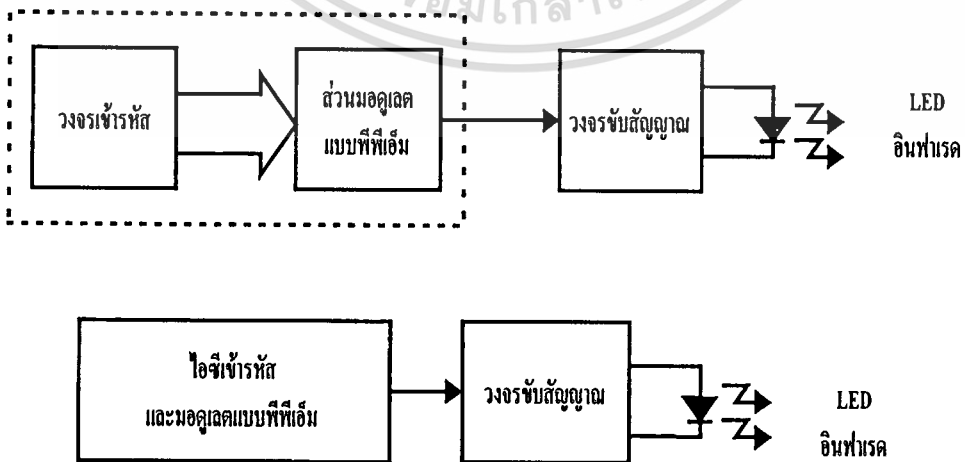 วงจรเข้ารหัส
ส่วนมอดูเลต
แบบพีพีเอ็ม
วงจรขับสัญญาณ
LED
อินฟาเรด
ไอซีเข้ารหัส
และมอดูเลตแบบพีพีเอ็ม
วงจรขับสัญญาณ
LED
อินฟาเรด